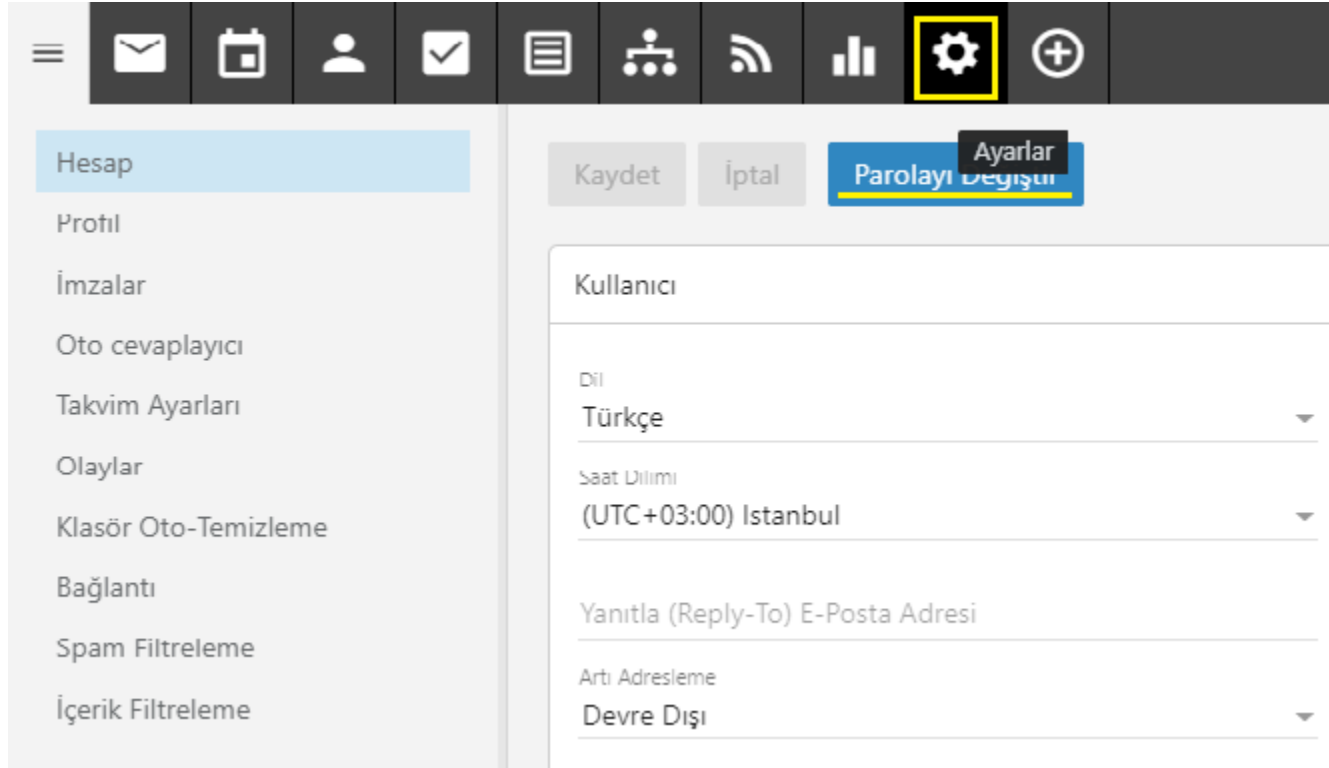 Ayarlar
Hesap
Profil
İmzalar
Oto cevaplayıcı
Takvim Ayarları
Olaylar
Klasör Oto-Temizleme
Bağlantı
Spam Filtreleme
İçerik Filtreleme
Kaydet
İptal
Parolayı Değiştir
Kullanıcı
Dil
Türkçe
Saat Dilimi
(UTC+03:00) Istanbul
Yanıtla (Reply-To) E-Posta Adresi
Artı Adresleme
Devre Dışı